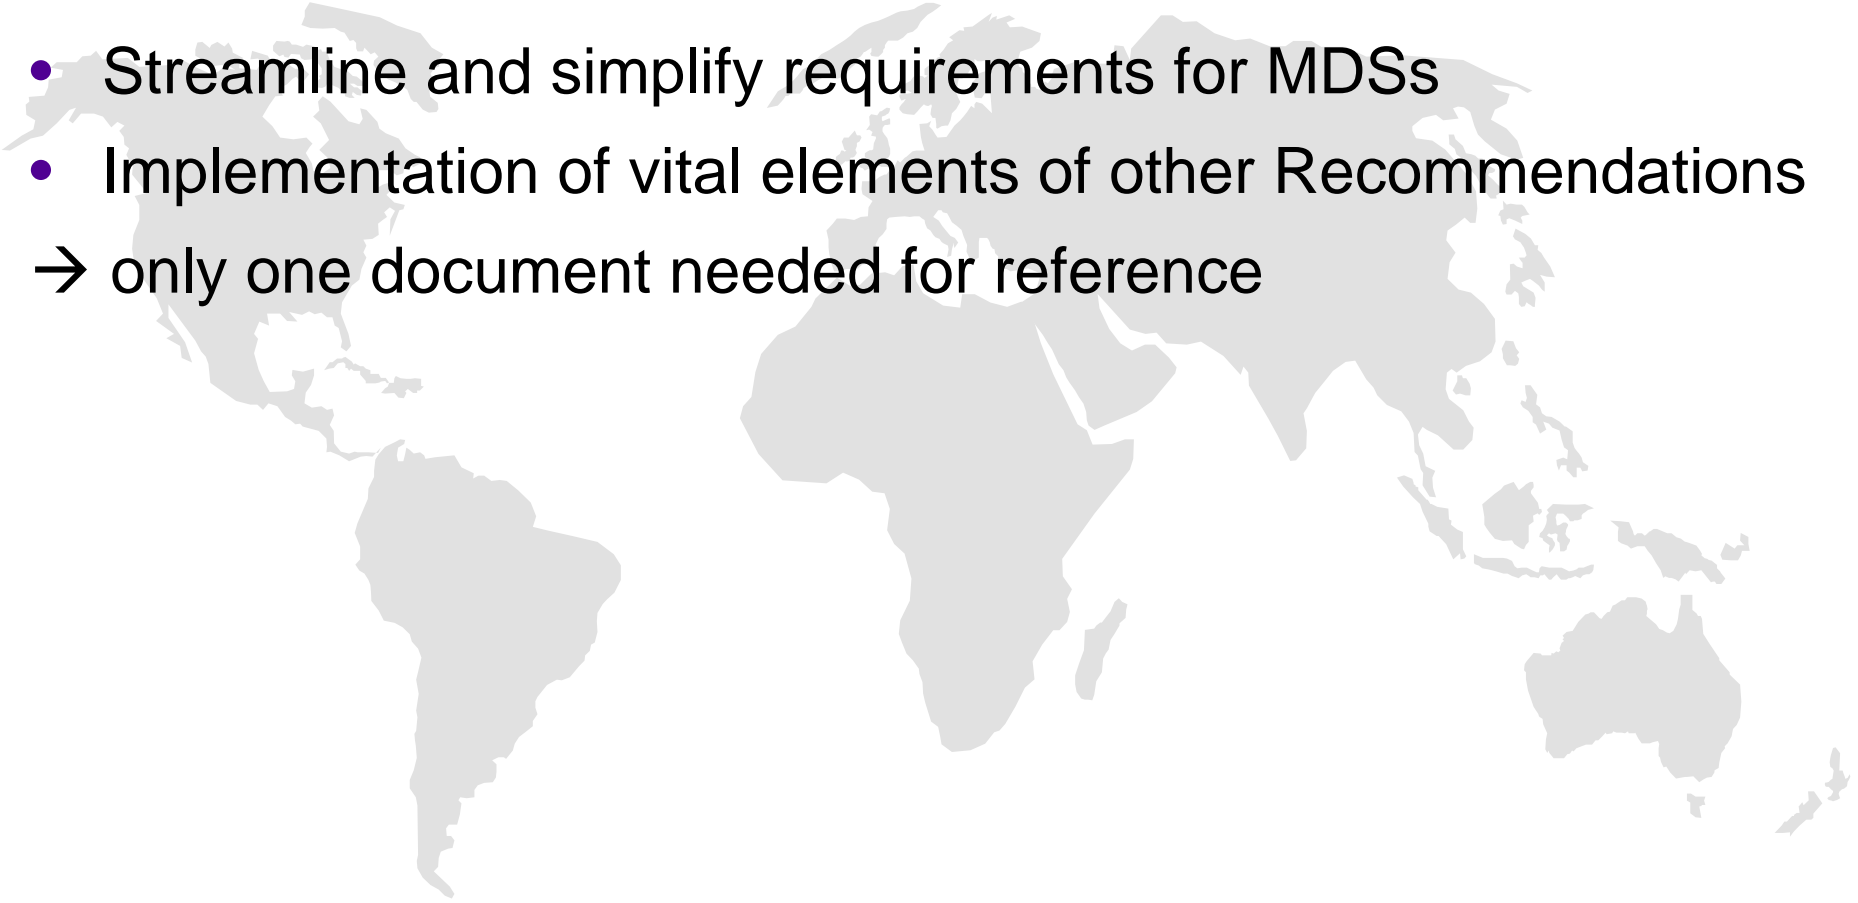 • Streamline and simplify requirements for MDSs
• Implementation of vital elements of other Recommendations
→ only one document needed for reference